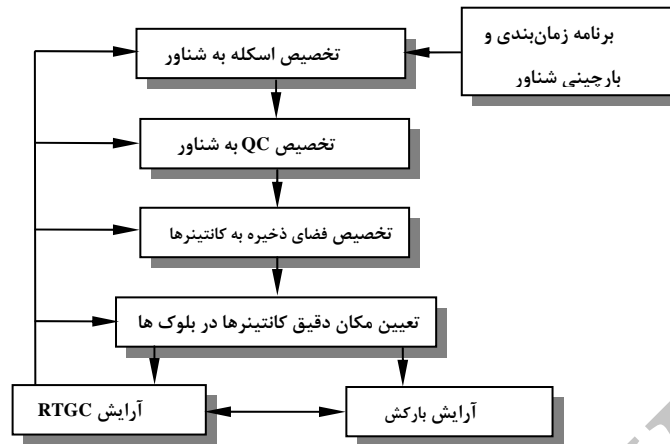 برنامه زمان‌بندی و
بارچینی شناور
تخصیص اسکله به شناور
تخصیص QC به شناور
تخصیص فضای ذخیره به کانتینرها
تعیین مکان دقیق کانتینرها در بلوک ها
آرایش بارکش
آرایش RTGC